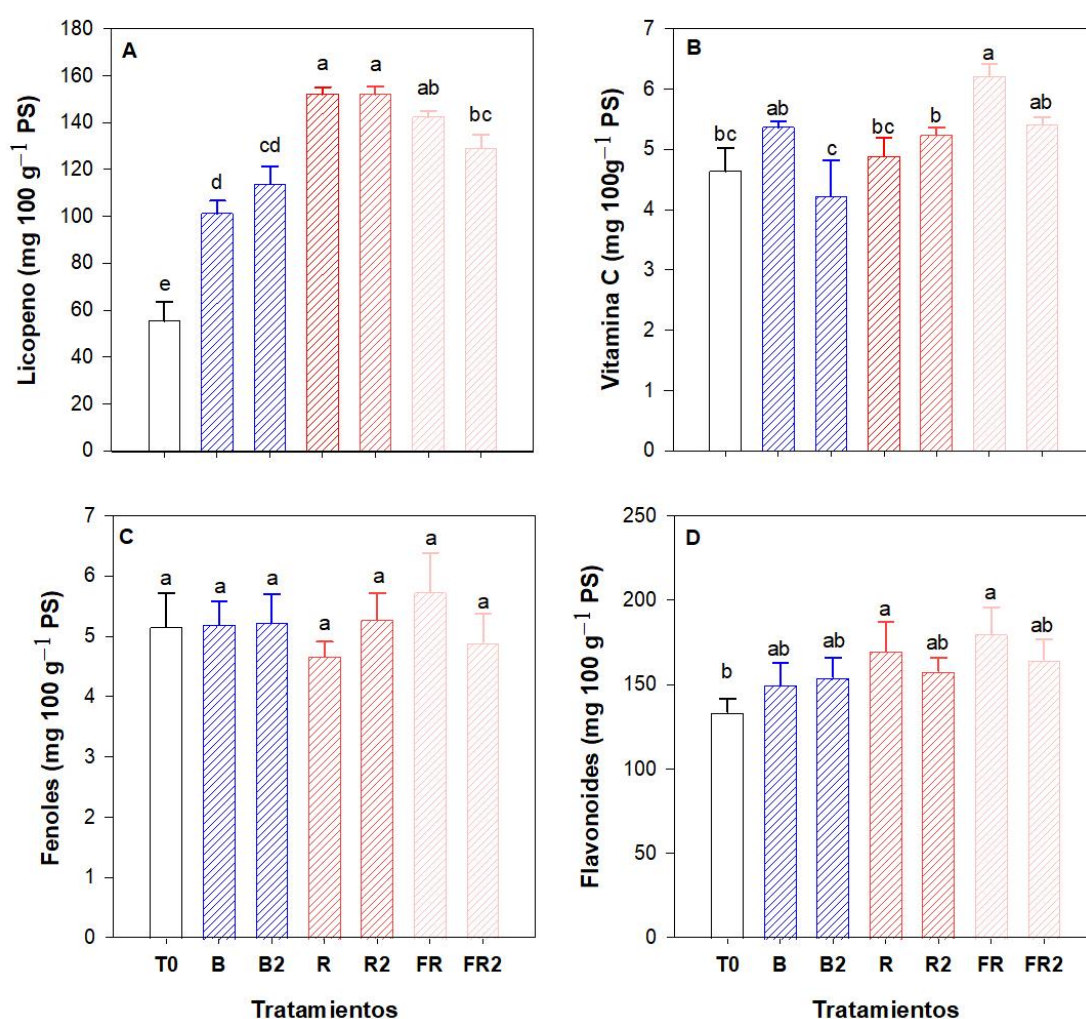 A
Licopeno (mg 100 g⁻¹ PS)
180
160
140
120
100
80
60
40
20
0
e
d
cd
a
a
ab
bc
B
Vitamina C (mg 100g⁻¹ PS)
7
6
5
4
3
2
1
0
bc
ab
c
bc
b
a
ab
C
Fenoles (mg 100 g⁻¹ PS)
7
6
5
4
3
2
1
0
a
a
a
a
a
a
a
T0 B B2 R R2 FR FR2
Tratamientos
D
Flavonoides (mg 100 g⁻¹ PS)
250
200
150
100
50
0
b
ab
ab
a
ab
a
ab
T0 B B2 R R2 FR FR2
Tratamientos